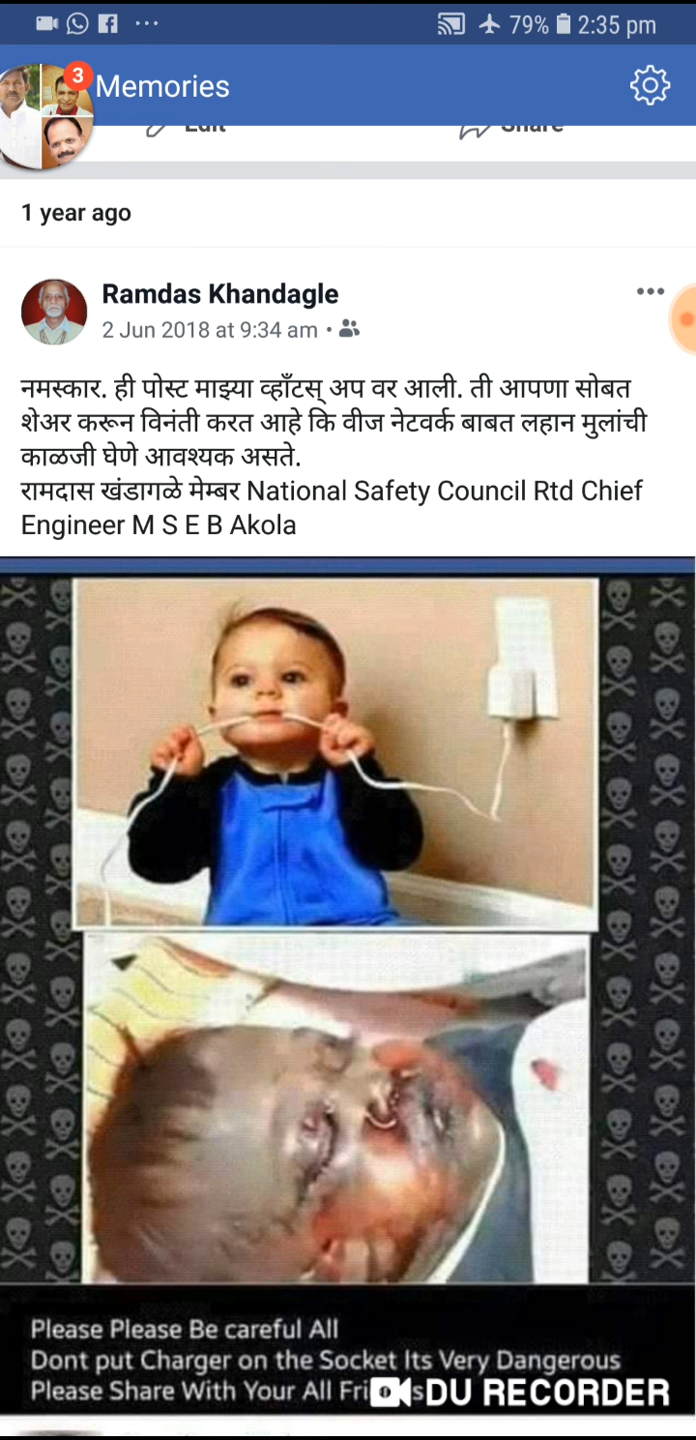 79% 2:35 pm
3
Memories
Edit
Share
1 year ago
Ramdas Khandagle
2 Jun 2018 at 9:34 am •
नमस्कार. ही पोस्ट माझ्या व्हाँटस् अप वर आली. ती आपणा सोबत
शेअर करून विनंती करत आहे कि वीज नेटवर्क बाबत लहान मुलांची
काळजी घेणे आवश्यक असते.
रामदास खंडागळे मेम्बर National Safety Council Rtd Chief
Engineer M S E B Akola
Please Please Be careful All
Dont put Charger on the Socket Its Very Dangerous
Please Share With Your All
DU RECORDER